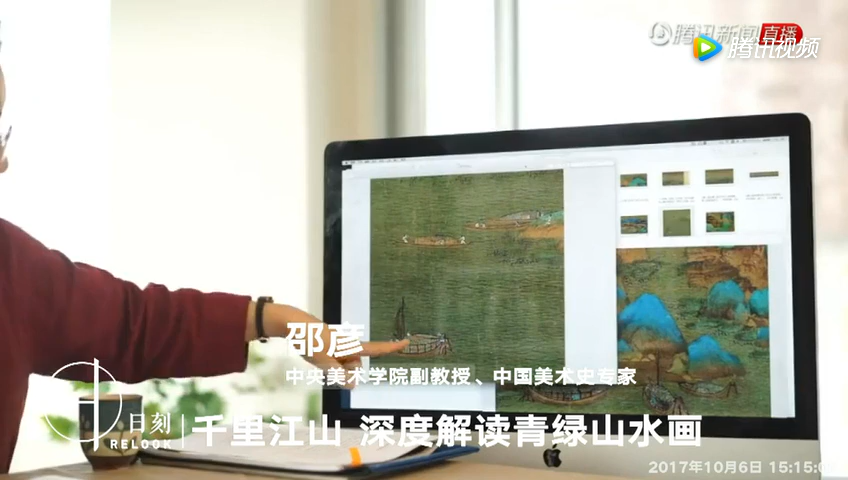 腾讯新闻 直播
腾讯视频
邵彦
中央美术学院副教授、中国美术史专家
日刻
RELOOK
千里江山 深度解读青绿山水画
2017年10月6日 15:15:0